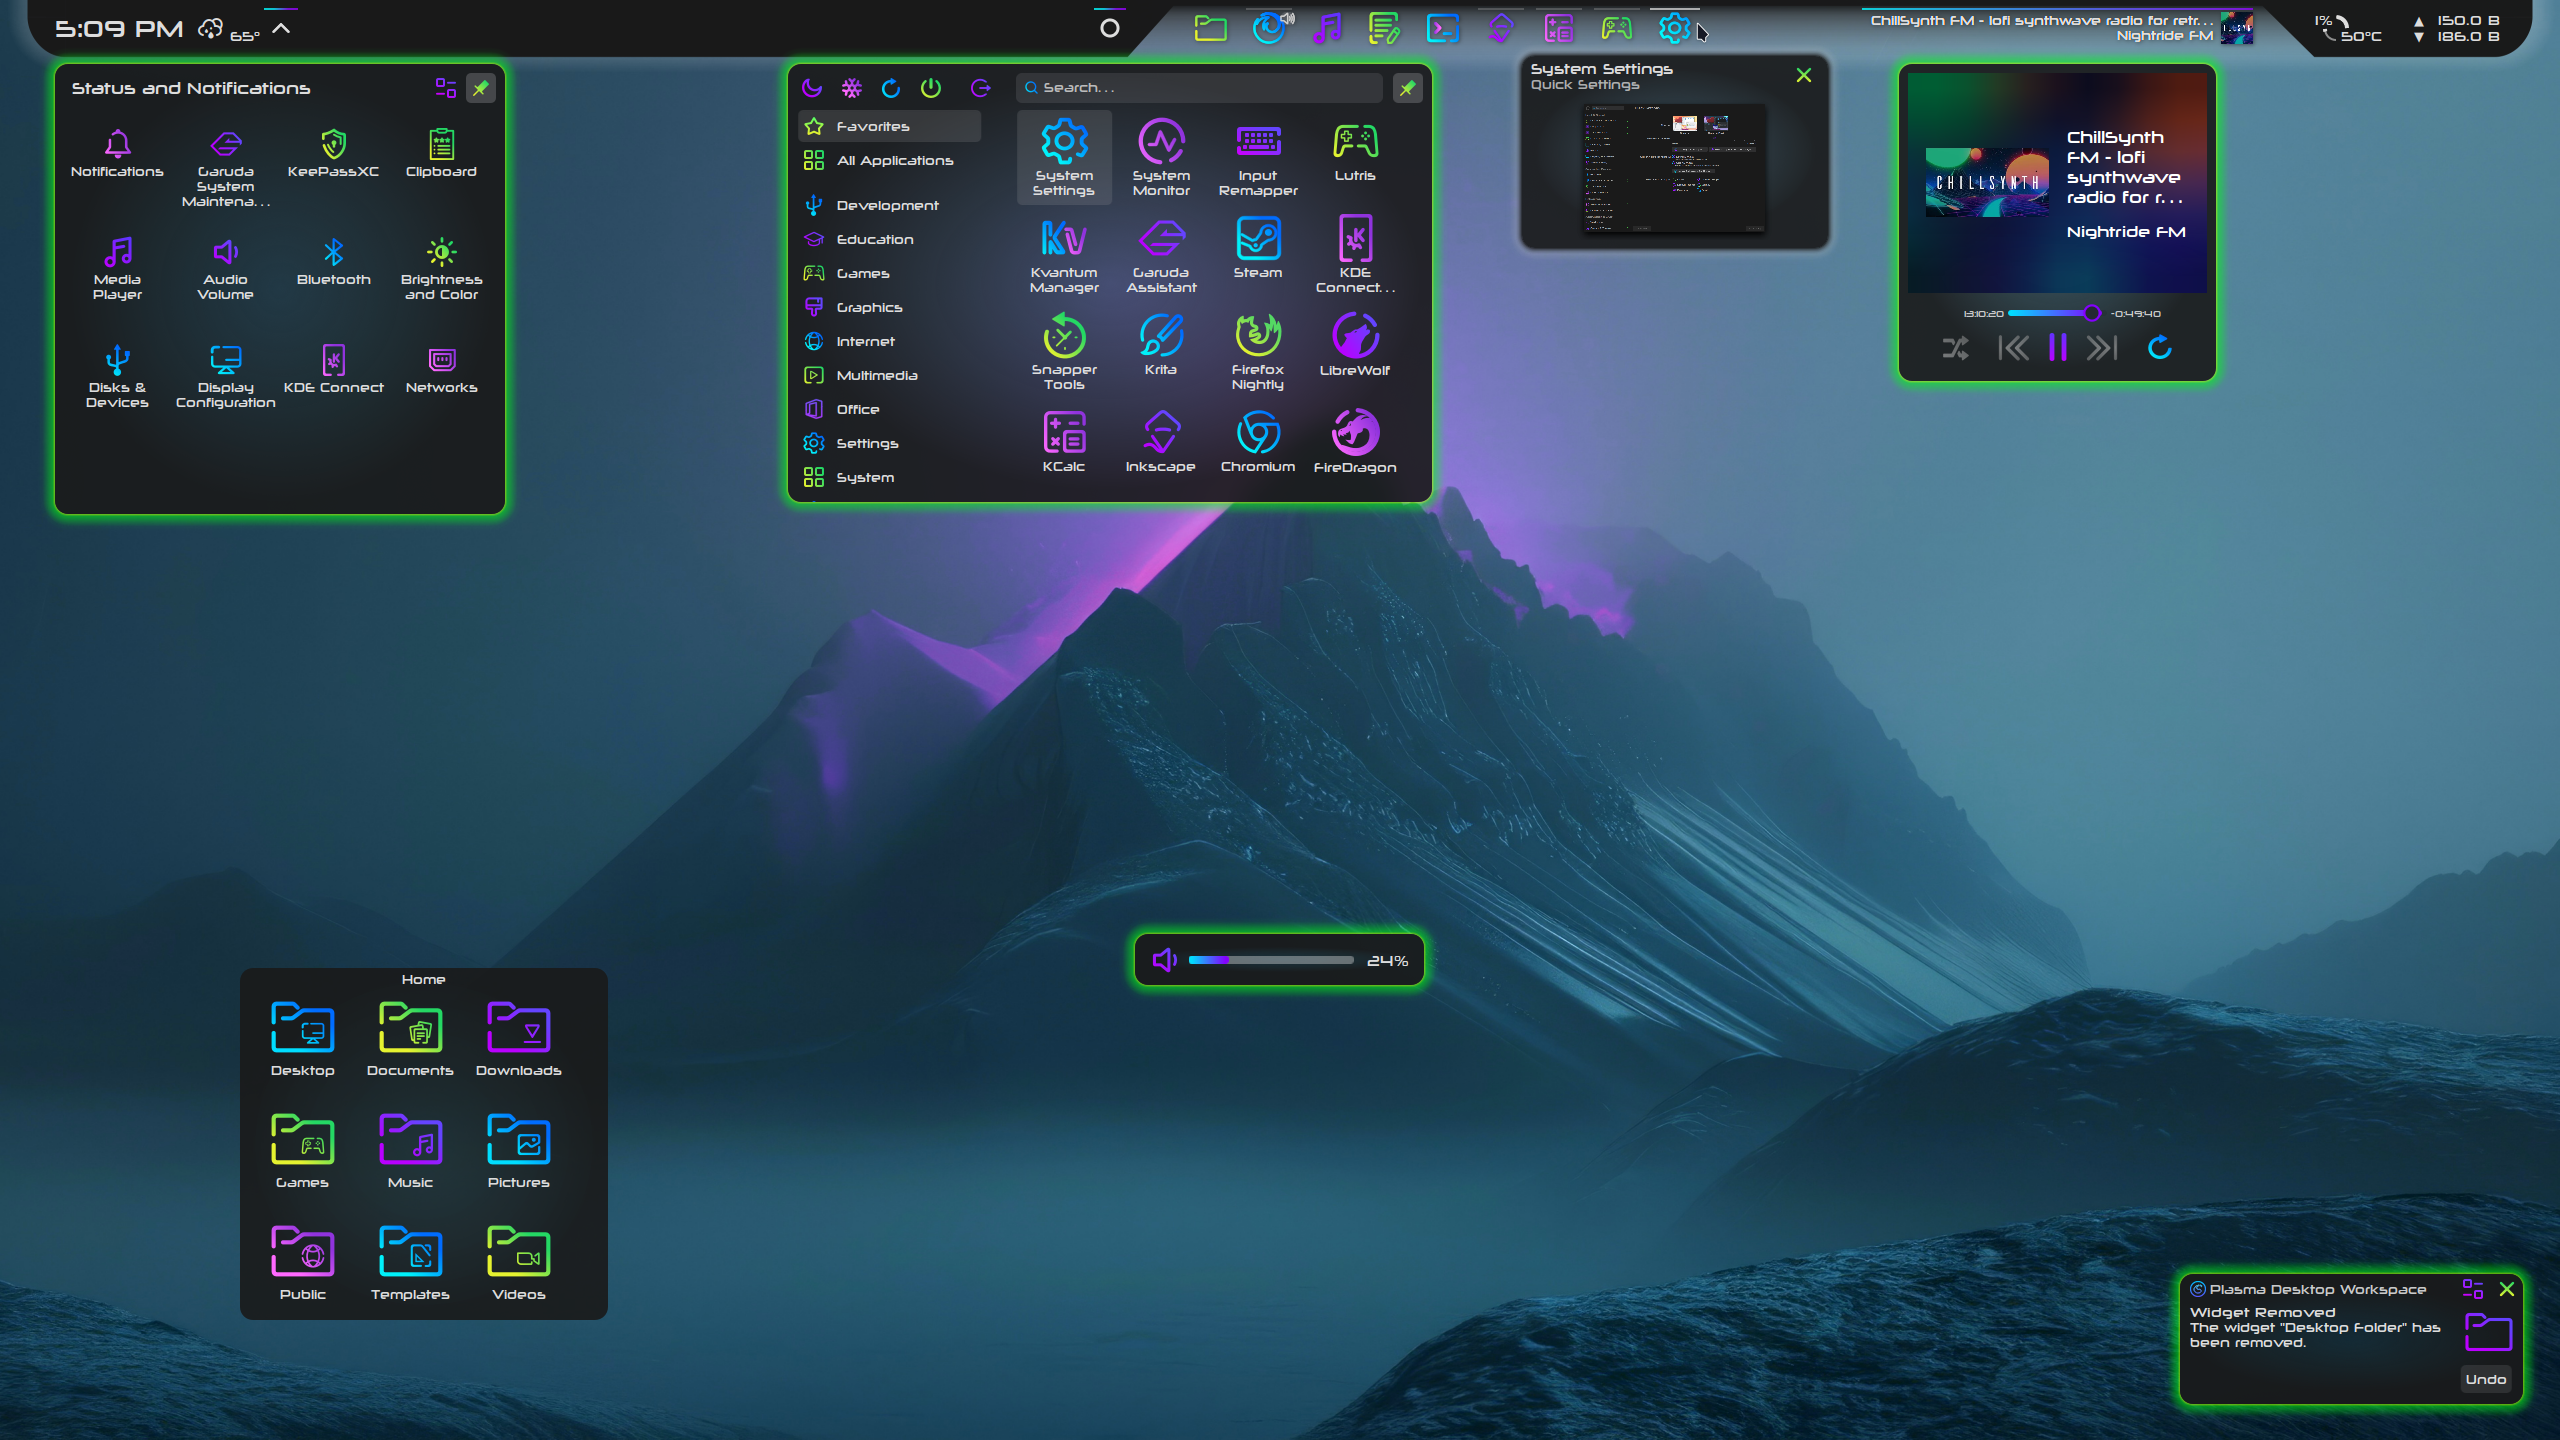 5:09 PM 65°
ChillSynth FM - lofi synthwave radio for retr...
Nightride FM
1% 50°C
150.0 B
186.0 B
Status and Notifications
Notifications
Garuda System Maintena...
KeePassXC
Clipboard
Media Player
Audio Volume
Bluetooth
Brightness and Color
Disks & Devices
Display Configuration
KDE Connect
Networks
Search...
Favorites
All Applications
Development
Education
Games
Graphics
Internet
Multimedia
Office
Settings
System
System Settings
System Monitor
Input Remapper
Lutris
Kvantum Manager
Garuda Assistant
Steam
KDE Connect...
Snapper Tools
Krita
Firefox Nightly
LibreWolf
KCalc
Inkscape
Chromium
FireDragon
System Settings
Quick Settings
CHILLSYNTH
ChillSynth
FM - lofi
synthwave
radio for r...
Nightride FM
13:10:20 -0:49:40
24%
Home
Desktop
Documents
Downloads
Games
Music
Pictures
Public
Templates
Videos
Plasma Desktop Workspace
Widget Removed
The widget "Desktop Folder" has
been removed.
Undo